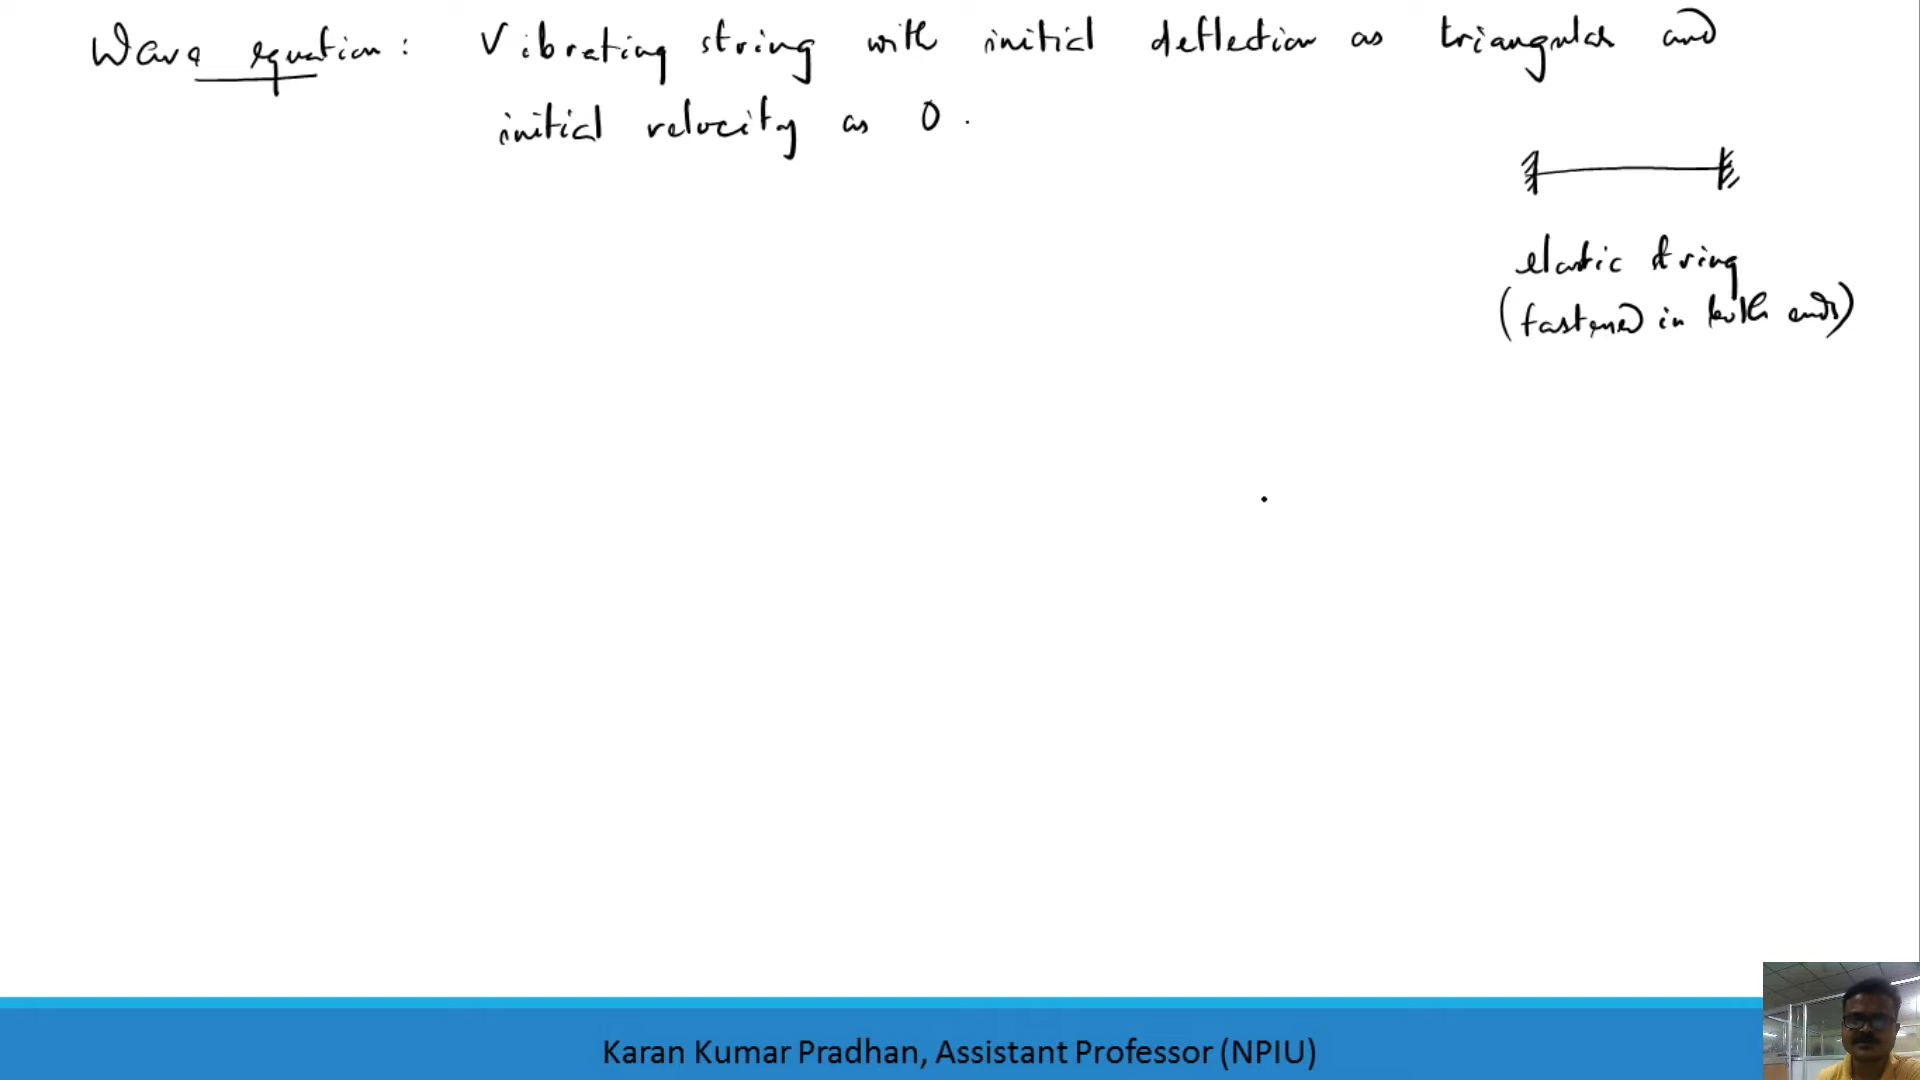 Wave equation: Vibrating string with initial deflection as triangular and
initial velocity as 0.
elastic string
(fastened in both ends)
Karan Kumar Pradhan, Assistant Professor (NPIU)